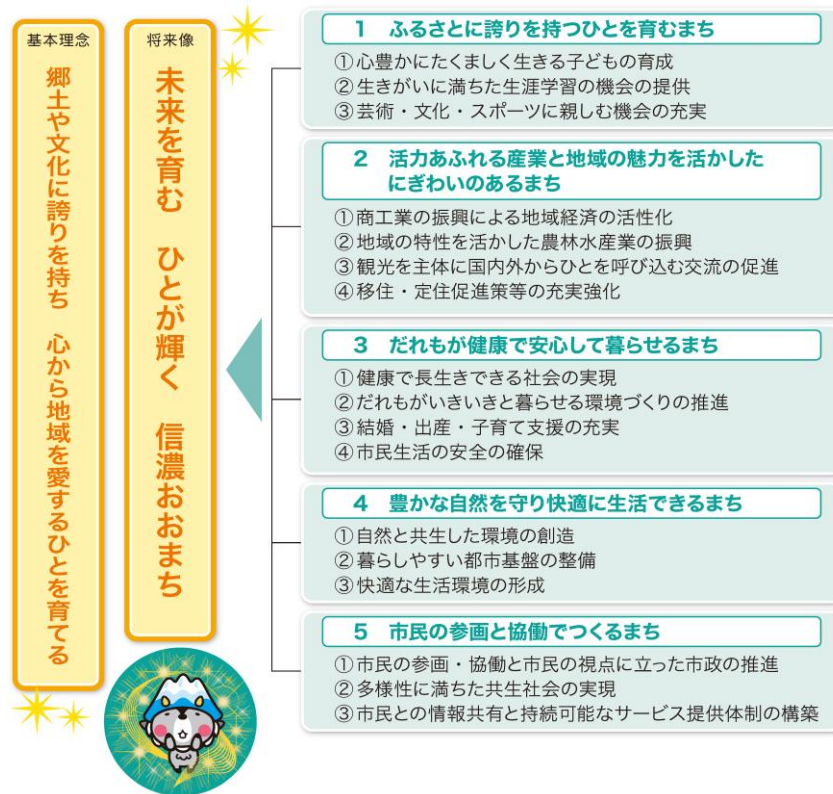 基本理念
郷土や文化に誇りを持ち 心から地域を愛するひとを育てる
将来像
未来を育む ひとが輝く 信濃おおまち
1 ふるさとに誇りを持つひとを育むまち
①心豊かにたくましく生きる子どもの育成
②生きがいに満ちた生涯学習の機会の提供
③芸術・文化・スポーツに親しむ機会の充実
2 活力あふれる産業と地域の魅力を活かした
にぎわいのあるまち
①商工業の振興による地域経済の活性化
②地域の特性を活かした農林水産業の振興
③観光を主体に国内外からひとを呼び込む交流の促進
④移住・定住促進策等の充実強化
3 だれもが健康で安心して暮らせるまち
①健康で長生きできる社会の実現
②だれもがいきいきと暮らせる環境づくりの推進
③結婚・出産・子育て支援の充実
④市民生活の安全の確保
4 豊かな自然を守り快適に生活できるまち
①自然と共生した環境の創造
②暮らしやすい都市基盤の整備
③快適な生活環境の形成
5 市民の参画と協働でつくるまち
①市民の参画・協働と市民の視点に立った市政の推進
②多様性に満ちた共生社会の実現
③市民との情報共有と持続可能なサービス提供体制の構築